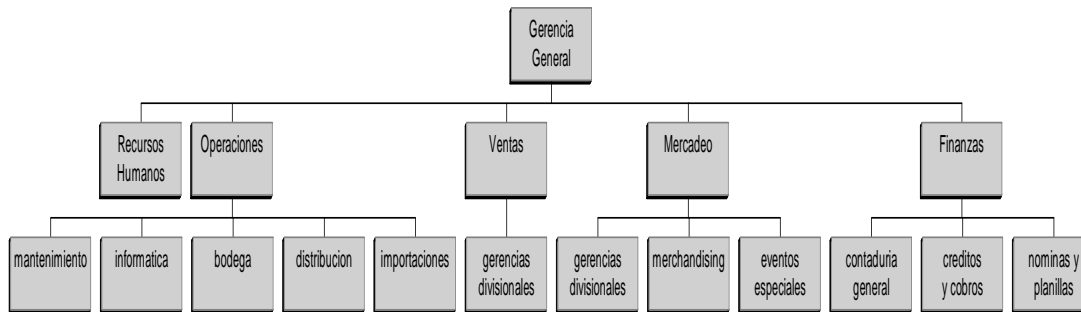 Gerencia
General
Recursos
Humanos
Operaciones
Ventas
Mercadeo
Finanzas
mantenimiento
informatica
bodega
distribucion
importaciones
gerencias
divisionales
gerencias
divisionales
merchandising
eventos
especiales
contaduria
general
creditos
y cobros
nominas y
planillas